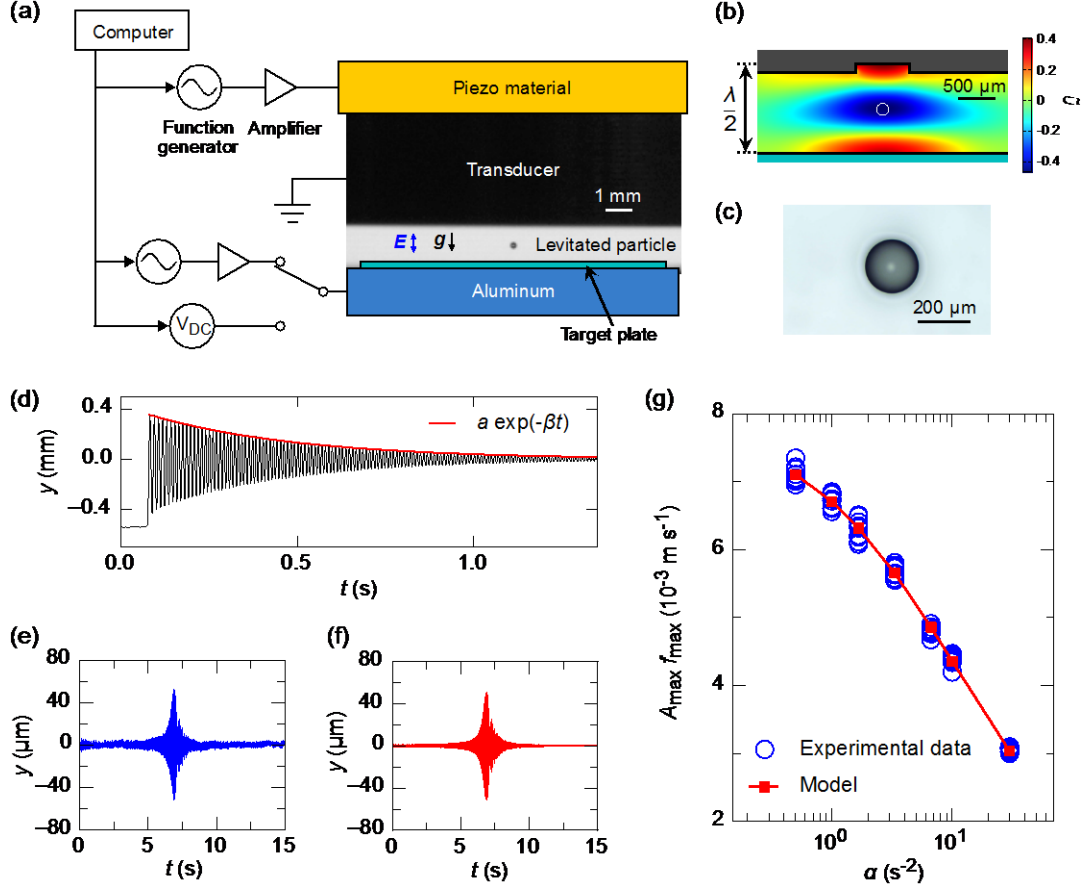 (a)
Computer
Function
generator
Amplifier
Piezo material
Transducer
1 mm
E
g
Levitated particle
Aluminum
Target plate
V_DC
(b)
λ
2
500 µm
0.4
0.2
0
-0.2
-0.4
(c)
200 µm
(d)
y (mm)
0.4
0.0
−0.4
a exp(-βt)
0.0
0.5
1.0
t (s)
(e)
y (µm)
80
40
0
−40
−80
0
5
10
15
t (s)
(f)
y (µm)
80
40
0
−40
−80
0
5
10
15
t (s)
(g)
A_max f_max (10⁻³ m s⁻¹)
8
6
4
2
Experimental data
Model
10⁰
10¹
α (s⁻²)